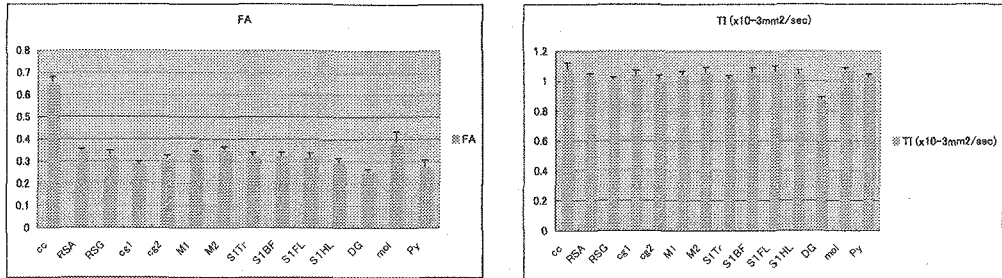 FA
0.8
0.7
0.6
0.5
0.4
0.3
0.2
0.1
0
cc
RSA
RSG
cg1
cg2
M1
M2
S1Tr
S1BF
S1FL
S1HL
DG
mol
Py
FA
TI (x10-3mm2/sec)
1.2
1
0.8
0.6
0.4
0.2
0
cc
RSA
RSG
cg1
cg2
M1
M2
S1Tr
S1BF
S1FL
S1HL
DG
mol
Py
TI (x10-3mm2/sec)